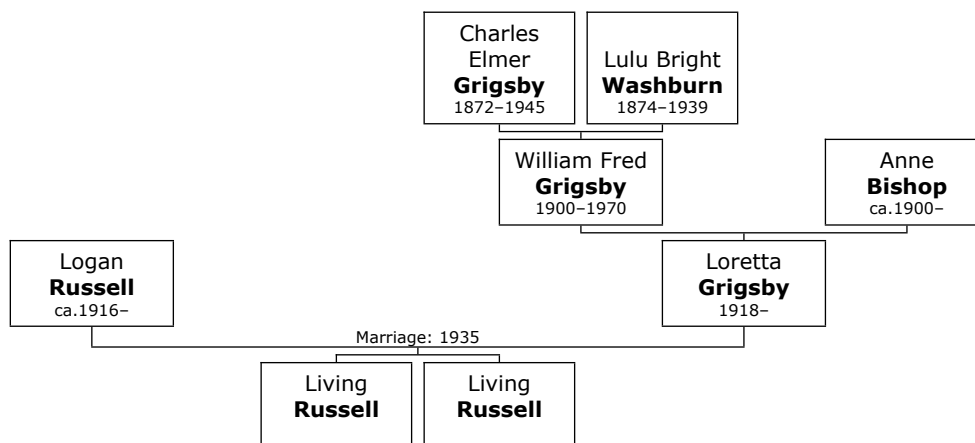 Charles
Elmer
Grigsby
1872–1945
Lulu Bright
Washburn
1874–1939
William Fred
Grigsby
1900–1970
Anne
Bishop
ca.1900–
Logan
Russell
ca.1916–
Loretta
Grigsby
1918–
Marriage: 1935
Living
Russell
Living
Russell